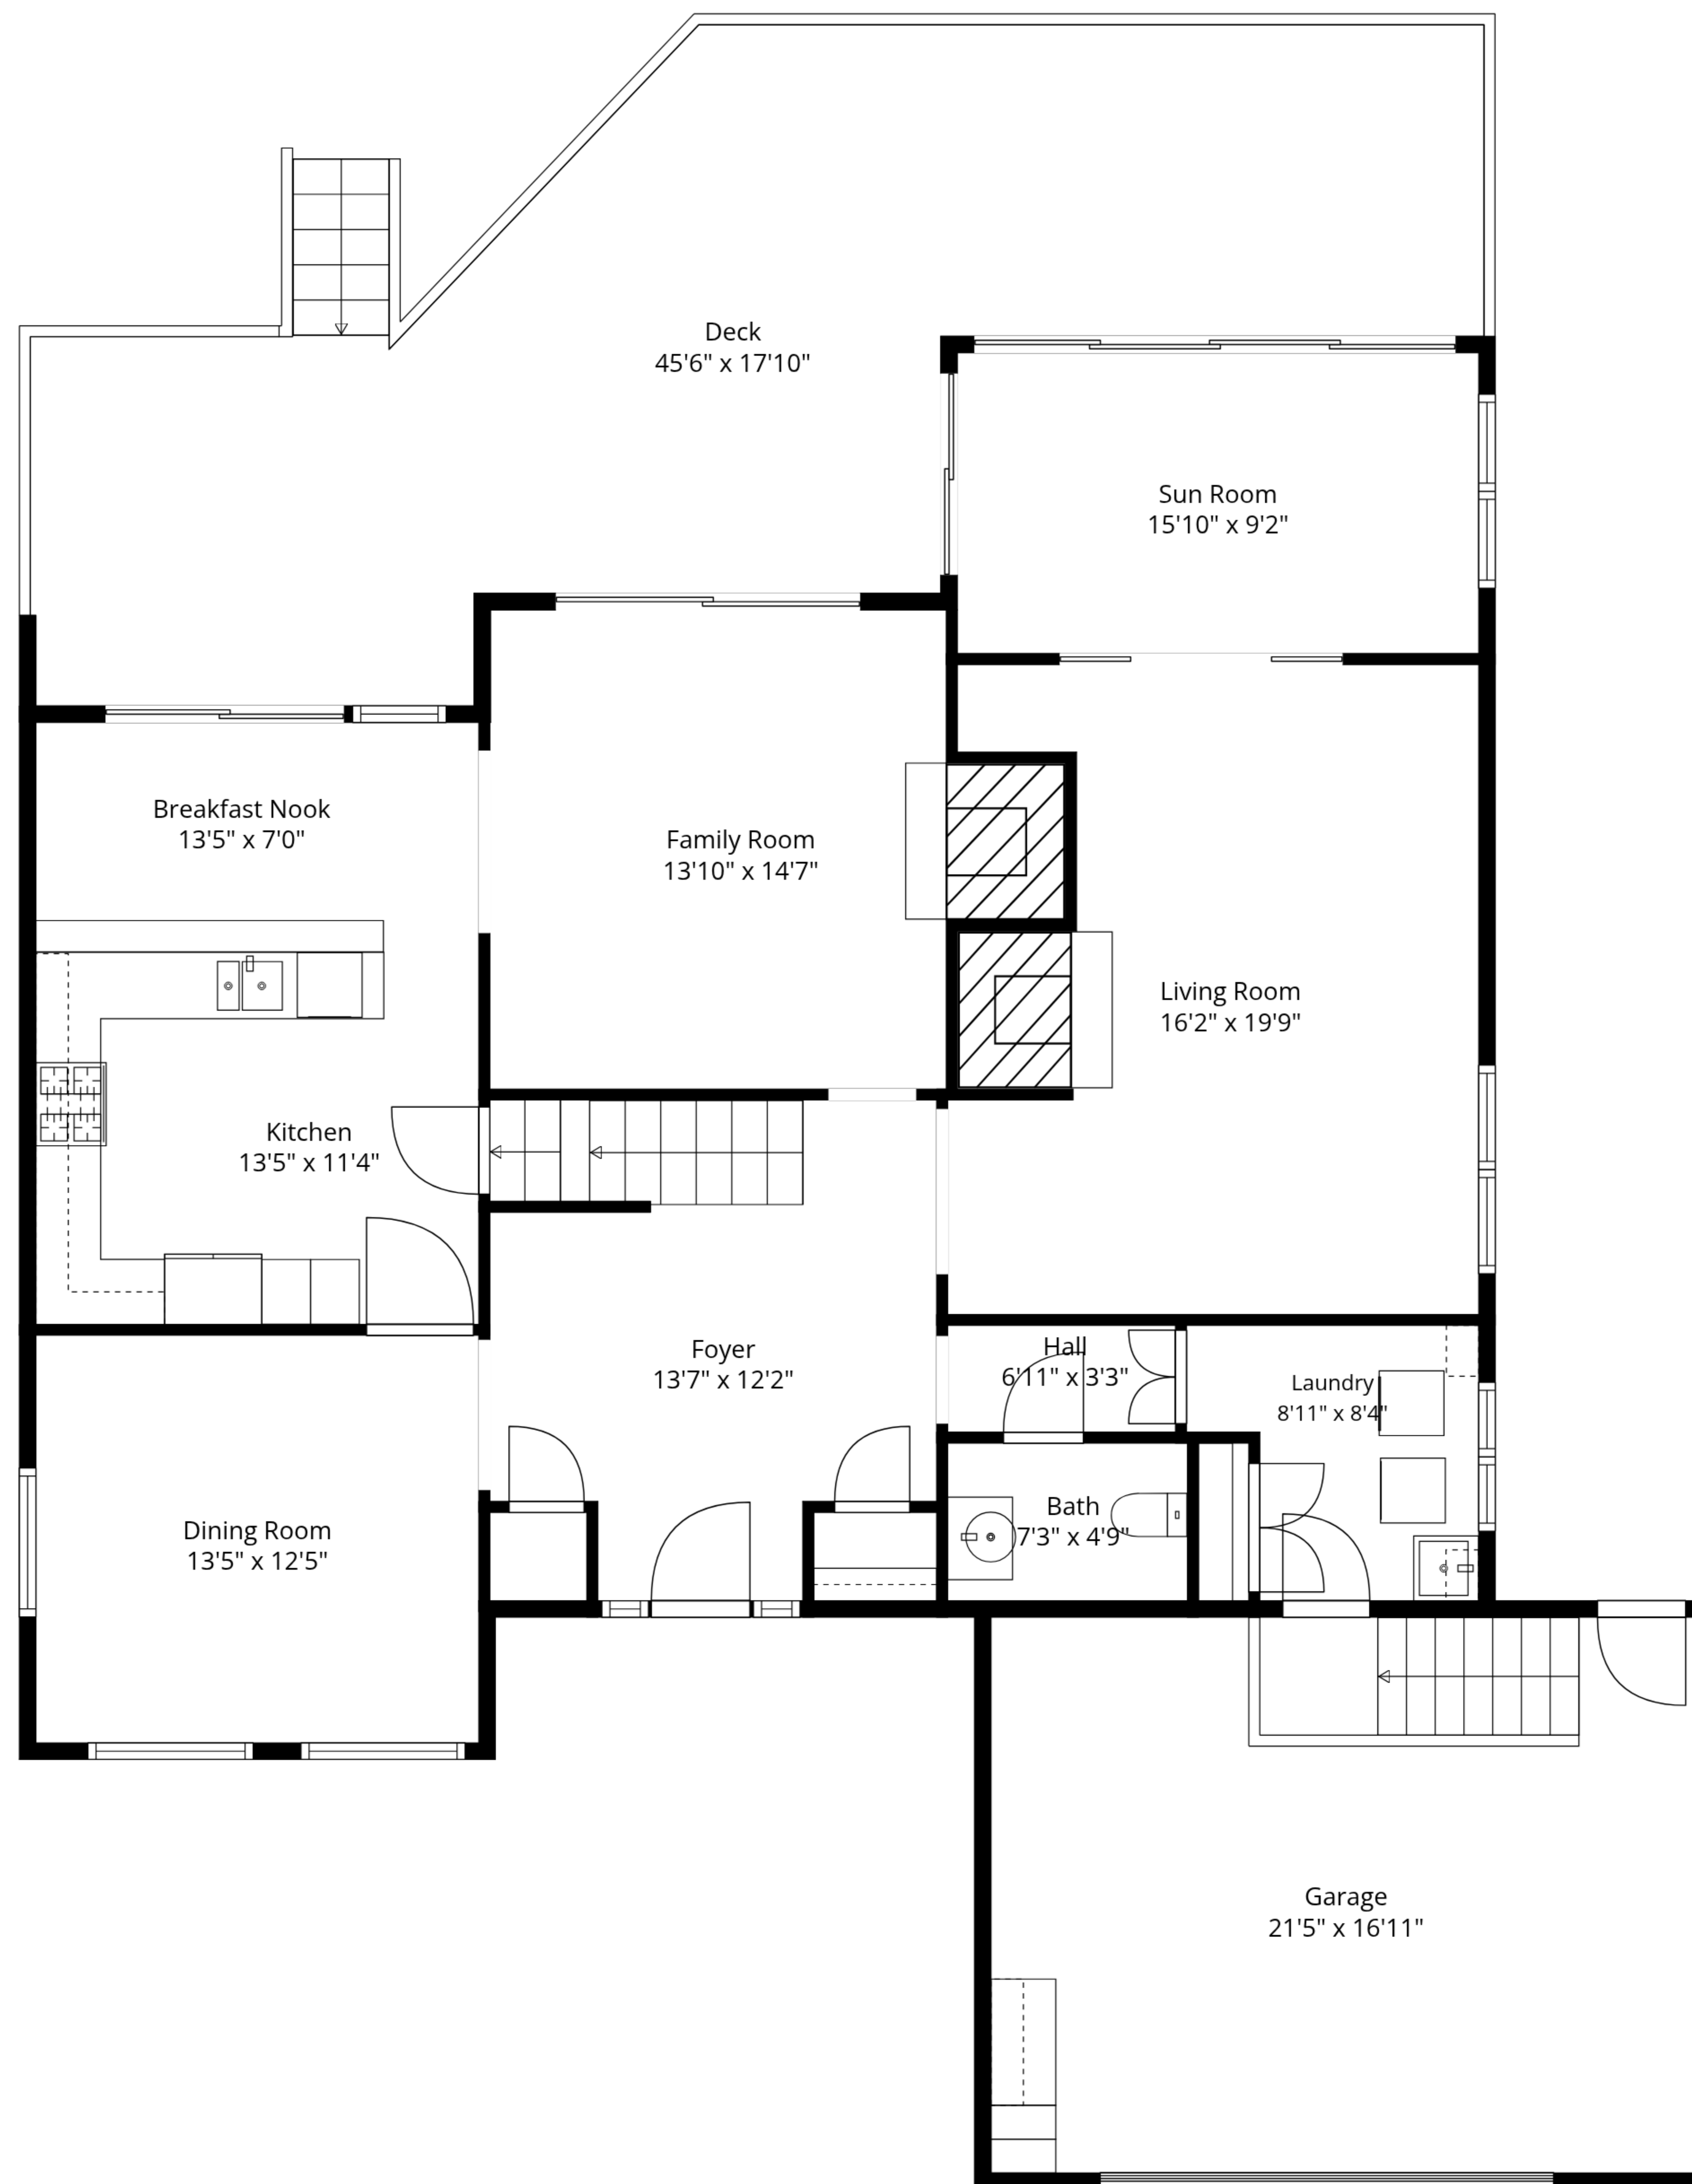 Deck
45'6" x 17'10"
Sun Room
15'10" x 9'2"
Breakfast Nook
13'5" x 7'0"
Family Room
13'10" x 14'7"
Living Room
16'2" x 19'9"
Kitchen
13'5" x 11'4"
Foyer
13'7" x 12'2"
Hall
6'11" x 3'3"
Laundry
8'11" x 8'4"
Dining Room
13'5" x 12'5"
Bath
7'3" x 4'9"
Garage
21'5" x 16'11"